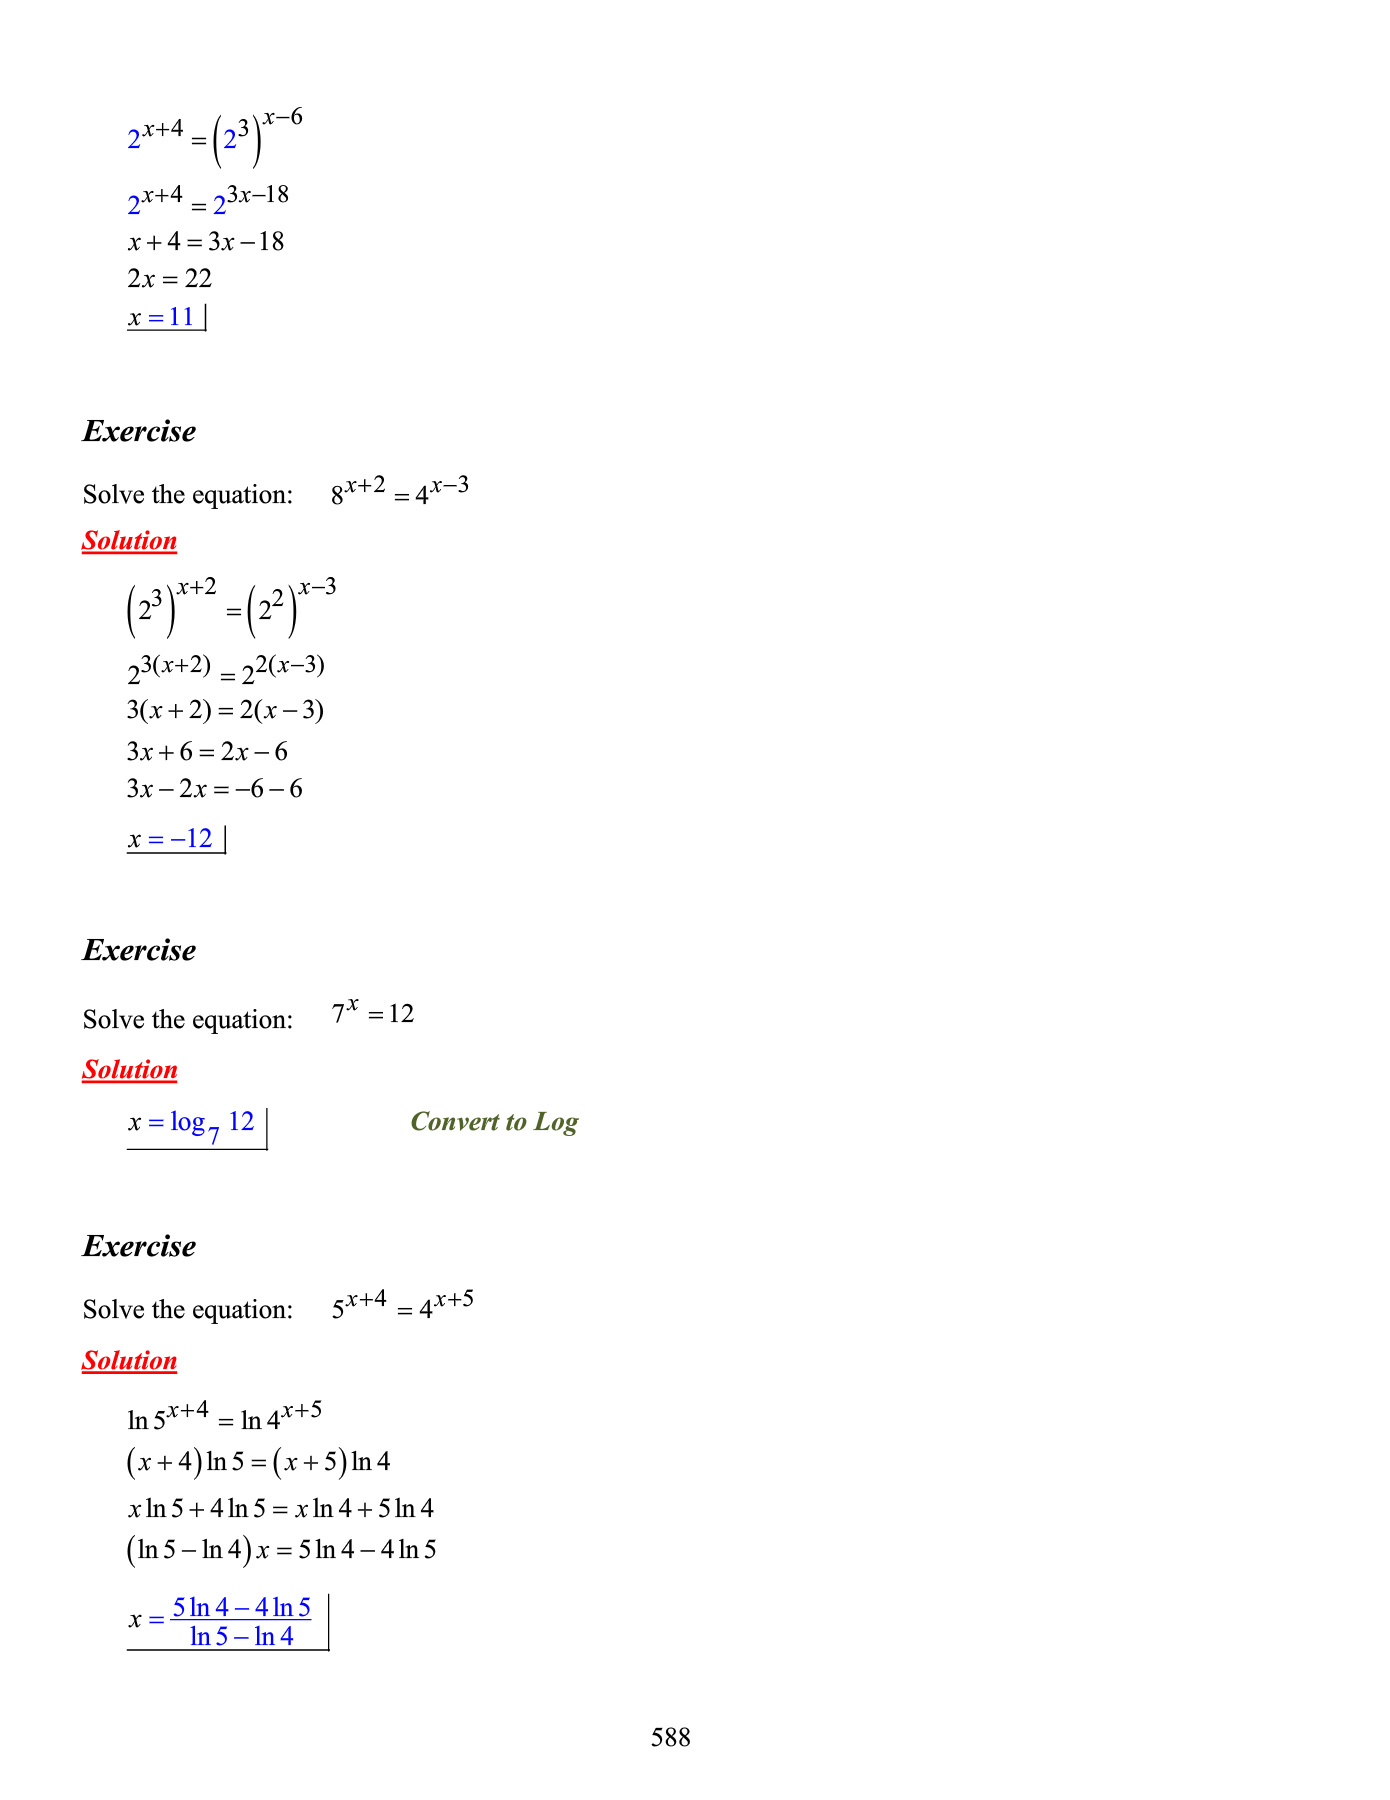 2^{x+4} = (2^3)^{x−6}
2^{x+4} = 2^{3x−18}
x + 4 = 3x − 18
2x = 22
x = 11
Exercise
Solve the equation: 8^{x+2} = 4^{x−3}
Solution
(2^3)^{x+2} = (2^2)^{x−3}
2^{3(x+2)} = 2^{2(x−3)}
3(x + 2) = 2(x − 3)
3x + 6 = 2x − 6
3x − 2x = −6 − 6
x = −12
Exercise
Solve the equation: 7^x = 12
Solution
x = log_7 12 Convert to Log
Exercise
Solve the equation: 5^{x+4} = 4^{x+5}
Solution
ln 5^{x+4} = ln 4^{x+5}
(x + 4) ln 5 = (x + 5) ln 4
x ln 5 + 4 ln 5 = x ln 4 + 5 ln 4
(ln 5 − ln 4) x = 5 ln 4 − 4 ln 5
x = \frac{5 ln 4 − 4 ln 5}{ln 5 − ln 4}
588